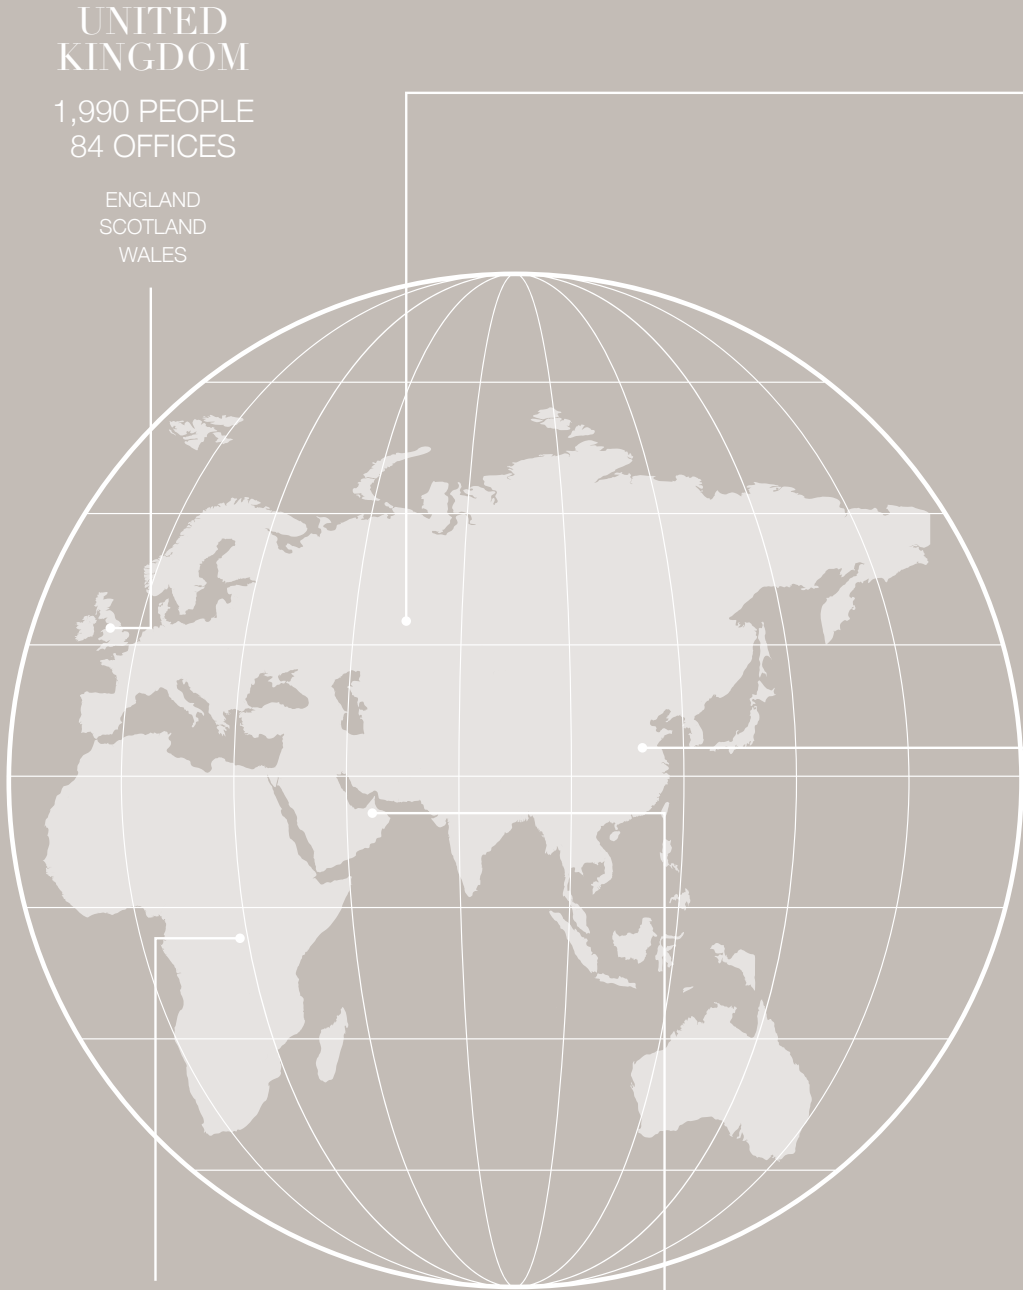 UNITED
KINGDOM
1,990 PEOPLE
84 OFFICES
ENGLAND
SCOTLAND
WALES